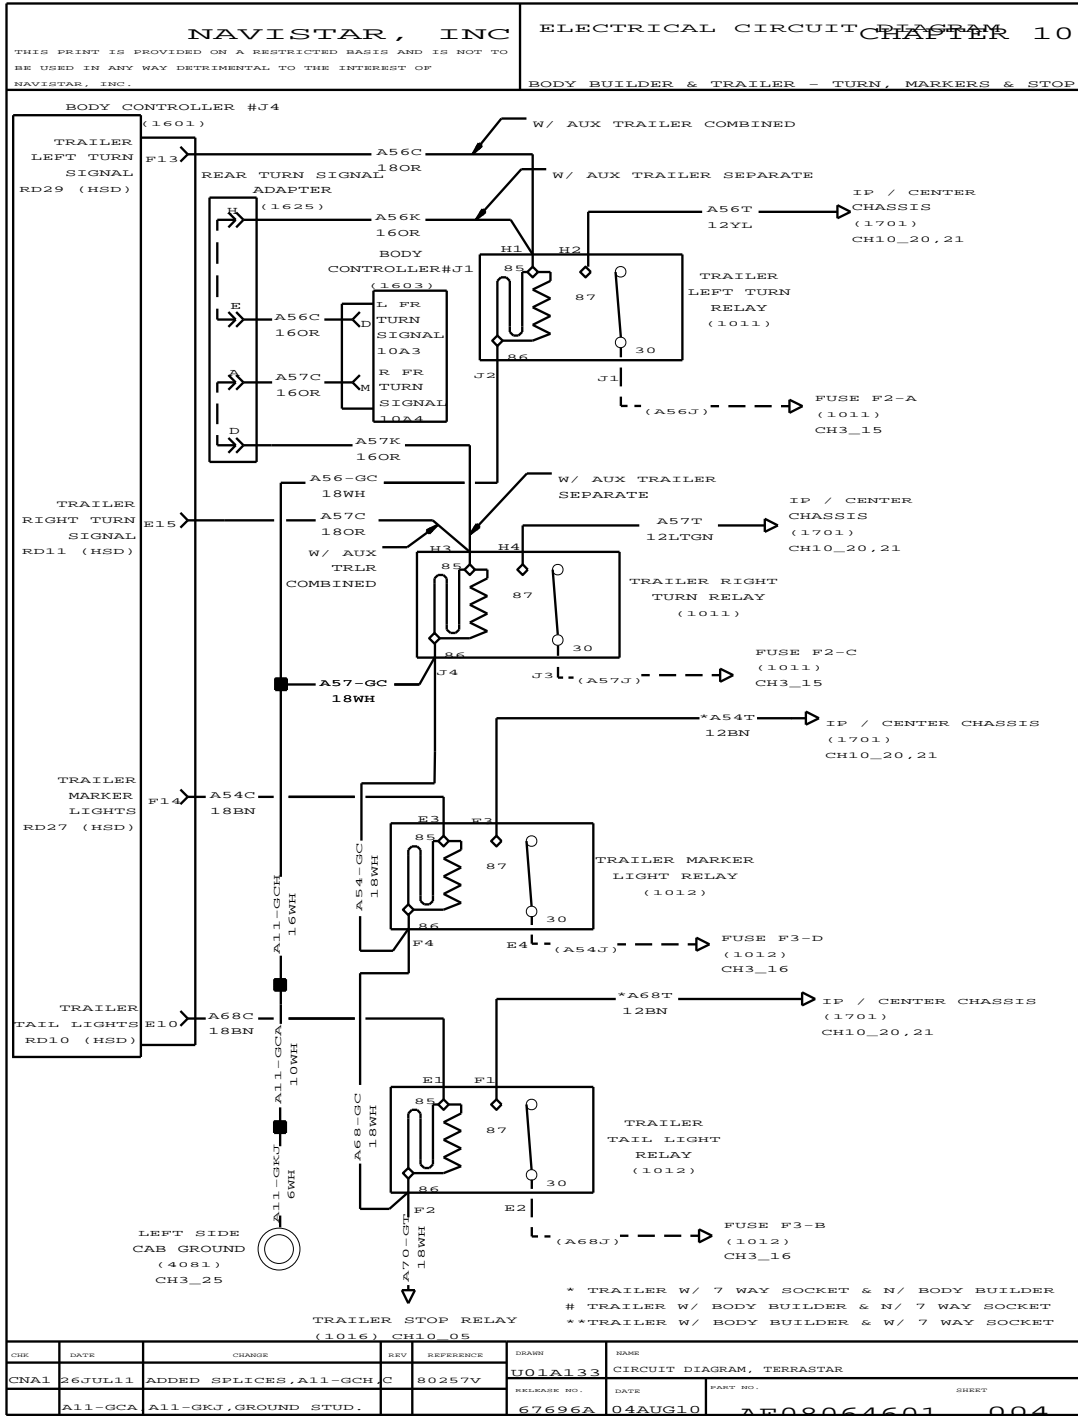 NAVISTAR, INC
THIS PRINT IS PROVIDED ON A RESTRICTED BASIS AND IS NOT TO
BE USED IN ANY WAY DETRIMENTAL TO THE INTEREST OF
NAVISTAR, INC.
ELECTRICAL CIRCUIT DIAGRAM
CHAPTER 10
BODY BUILDER & TRAILER - TURN, MARKERS & STOP
BODY CONTROLLER #J4
(1601)
TRAILER
LEFT TURN
SIGNAL
RD29 (HSD)
F13
A56C
18OR
W/ AUX TRAILER COMBINED
REAR TURN SIGNAL
ADAPTER
(1625)
W/ AUX TRAILER SEPARATE
H
A56K
16OR
A56T
12YL
IP / CENTER
CHASSIS
(1701)
CH10_20,21
BODY
CONTROLLER#J1
(1603)
H1
H2
85
87
30
86
TRAILER
LEFT TURN
RELAY
(1011)
E
A56C
16OR
D
L FR
TURN
SIGNAL
10A3
A
A57C
16OR
M
R FR
TURN
SIGNAL
10A4
J2
J1
(A56J)
FUSE F2-A
(1011)
CH3_15
D
A57K
16OR
A56-GC
18WH
W/ AUX TRAILER
SEPARATE
TRAILER
RIGHT TURN
SIGNAL
RD11 (HSD)
E15
A57C
18OR
W/ AUX
TRLR
COMBINED
A57T
12LTGN
IP / CENTER
CHASSIS
(1701)
CH10_20,21
H3
H4
85
87
30
86
TRAILER RIGHT
TURN RELAY
(1011)
J4
J3
(A57J)
FUSE F2-C
(1011)
CH3_15
A57-GC
18WH
*A54T
12BN
IP / CENTER CHASSIS
(1701)
CH10_20,21
TRAILER
MARKER
LIGHTS
RD27 (HSD)
F14
A54C
18BN
E3
F3
85
87
30
86
TRAILER MARKER
LIGHT RELAY
(1012)
A54-GC
18WH
A11-GCH
16WH
F4
E4
(A54J)
FUSE F3-D
(1012)
CH3_16
*A68T
12BN
IP / CENTER CHASSIS
(1701)
CH10_20,21
TRAILER
TAIL LIGHTS
RD10 (HSD)
E10
A68C
18BN
A11-GCA
10WH
E1
F1
85
87
30
86
TRAILER
TAIL LIGHT
RELAY
(1012)
A68-GC
18WH
A11-GKJ
6WH
F2
E2
(A68J)
FUSE F3-B
(1012)
CH3_16
LEFT SIDE
CAB GROUND
(4081)
CH3_25
A70-GT
18WH
TRAILER STOP RELAY
(1016) CH10_05
* TRAILER W/ 7 WAY SOCKET & N/ BODY BUILDER
# TRAILER W/ BODY BUILDER & N/ 7 WAY SOCKET
**TRAILER W/ BODY BUILDER & W/ 7 WAY SOCKET
CHK DATE CHANGE REV REFERENCE
CNA1 26JUL11 ADDED SPLICES,A11-GCH, C 80257V
A11-GCA A11-GKJ,GROUND STUD.
DRAWN
U01A133
NAME
CIRCUIT DIAGRAM, TERRASTAR
RELEASE NO.
67696A
DATE
04AUG10
PART NO.
AF08064601
SHEET
004